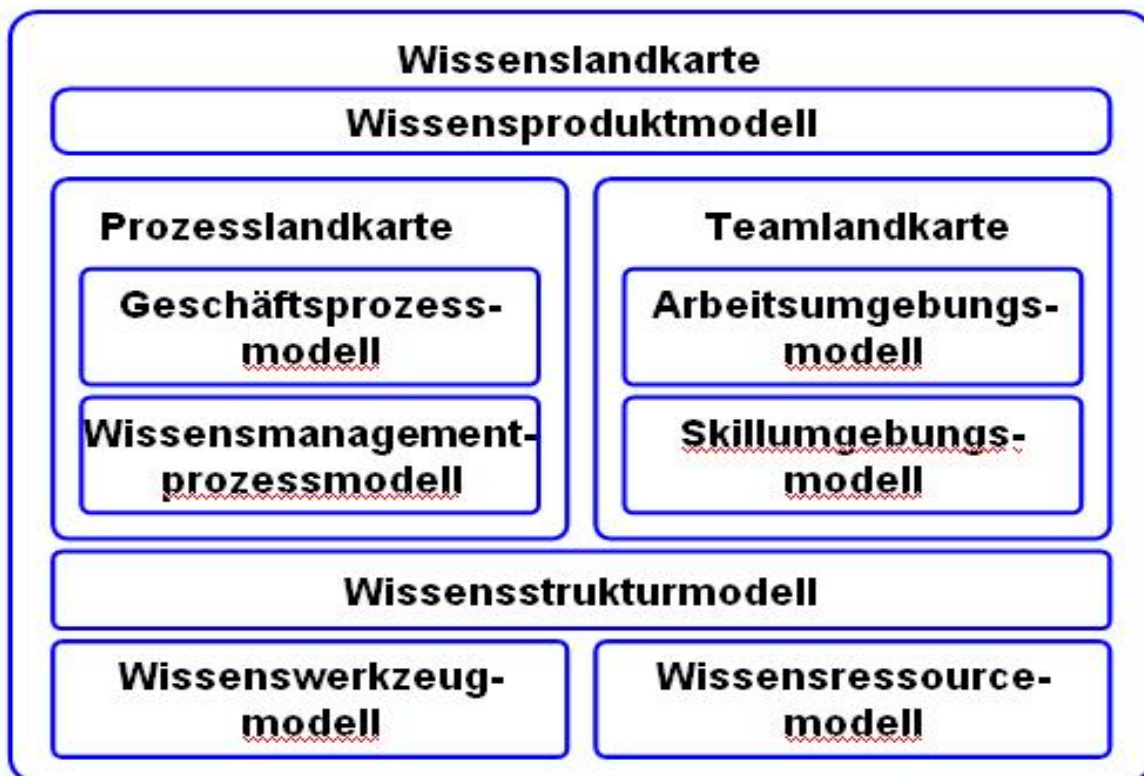 Wissenslandkarte
Wissensproduktmodell
Prozesslandkarte
Geschäftsprozess-
modell
Wissensmanagement-
prozessmodell
Teamlandkarte
Arbeitsumgebungs-
modell
Skillumgebungs-
modell
Wissensstrukturmodell
Wissenswerkzeug-
modell
Wissensressource-
modell